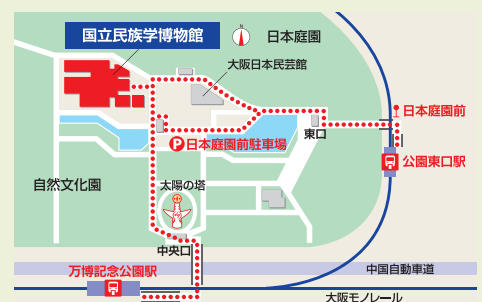 国立民族学博物館
N
日本庭園
大阪日本民芸館
日本庭園前
東口
P日本庭園前駐車場
公園東口駅
自然文化園
太陽の塔
中央口
万博記念公園駅
中国自動車道
大阪モノレール